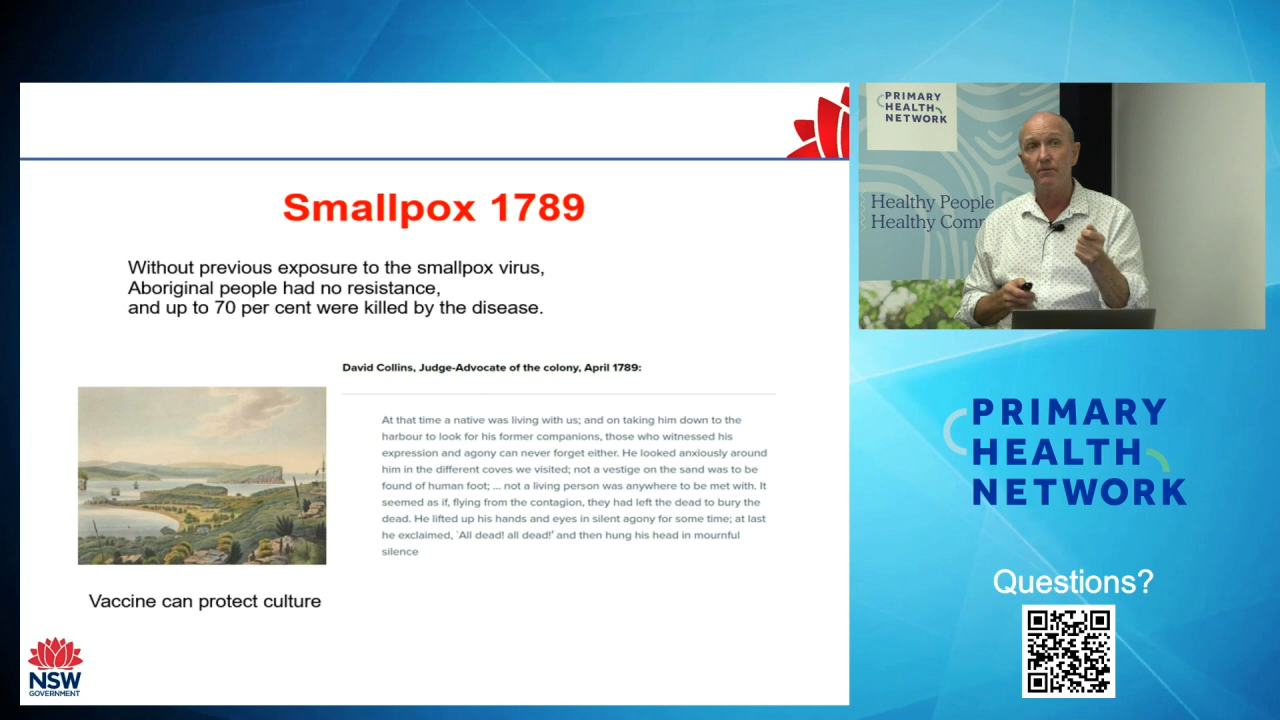 Smallpox 1789
Without previous exposure to the smallpox virus,
Aboriginal people had no resistance,
and up to 70 per cent were killed by the disease.
David Collins, Judge-Advocate of the colony, April 1789:
At that time a native was living with us; and on taking him down to the
harbour to look for his former companions, those who witnessed his
expression and agony can never forget either. He looked anxiously around
him in the different coves we visited; not a vestige on the sand was to be
found of human foot; ... not a living person was anywhere to be met with. It
seemed as if, flying from the contagion, they had left the dead to bury the
dead. He lifted up his hands and eyes in silent agony for some time; at last
he exclaimed, `All dead! all dead!' and then hung his head in mournful
silence
Vaccine can protect culture
NSW
GOVERNMENT
PRIMARY
HEALTH
NETWORK
Healthy People
Healthy Com
PRIMARY
HEALTH
NETWORK
Questions?